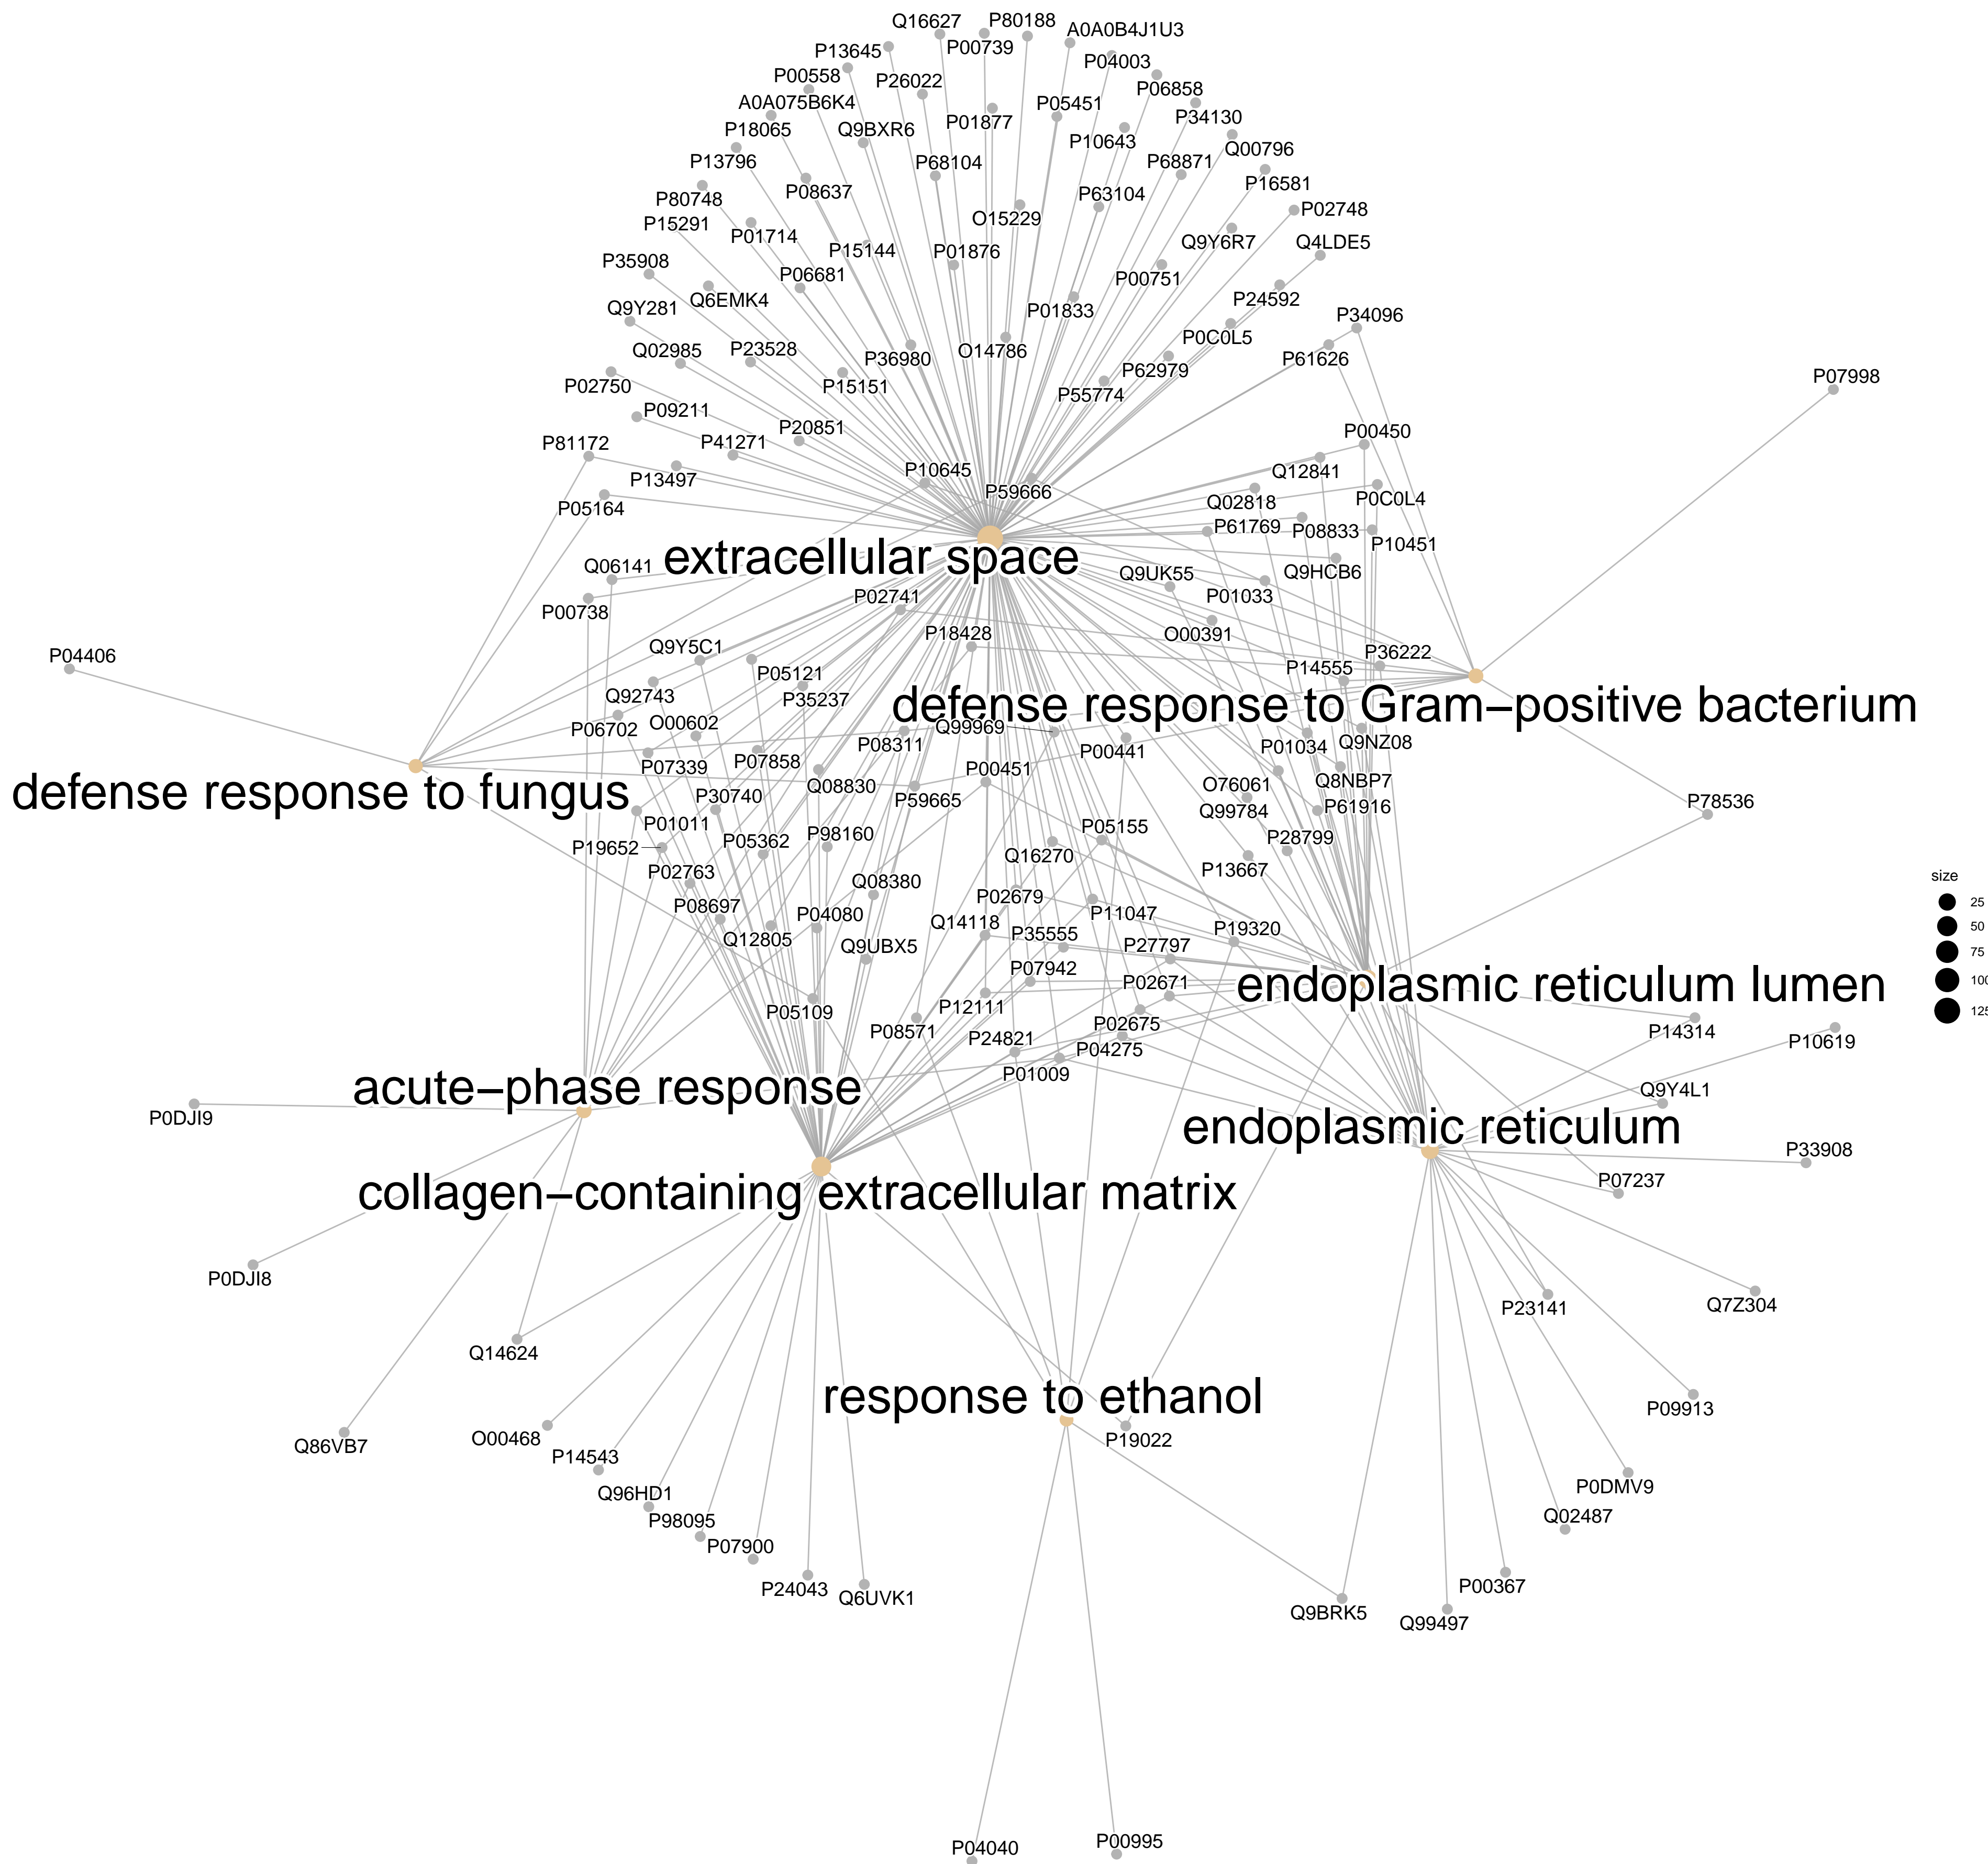 Q16627
P80188
A0A0B4J1U3
P13645
P00739
P04003
P00558
P26022
P06858
A0A075B6K4
P05451
P34130
P18065
Q9BXR6
P01877
P10643
Q00796
P13796
P68104
P68871
P16581
P80748
P08637
P63104
P02748
P15291
P01714
O15229
Q9Y6R7
Q4LDE5
P35908
P15144
P01876
P06681
P00751
Q6EMK4
P24592
Q9Y281
P01833
P34096
Q02985
P23528
P36980
O14786
P0C0L5
P61626
P02750
P15151
P62979
P07998
P55774
P09211
P20851
P00450
P81172
P41271
P10645
Q12841
P13497
P59666
Q02818
P0C0L4
P05164
P61769
P08833
P10451
extracellular space
Q06141
Q9UK55
Q9HCB6
P00738
P02741
P01033
P18428
O00391
P04406
Q9Y5C1
P05121
P14555
P36222
Q92743
P35237
defense response to Gram−positive bacterium
P06702
O00602
P08311
Q99969
P00441
P01034
Q9NZ08
P07339
P07858
P00451
Q08830
O76061
Q8NBP7
defense response to fungus
P30740
P59665
Q99784
P61916
P78536
P01011
P05362
P98160
P05155
P28799
P19652
Q16270
P13667
size
P02763
Q08380
P02679
25
P08697
P04080
Q14118
P35555
P11047
P19320
50
Q12805
Q9UBX5
P27797
75
P07942
P02671
endoplasmic reticulum lumen
100
P05109
P12111
P08571
P02675
P14314
P10619
125
P24821
P04275
P01009
acute−phase response
Q9Y4L1
P0DJI9
endoplasmic reticulum
P33908
P07237
collagen−containing extracellular matrix
P0DJI8
P23141
Q7Z304
Q14624
response to ethanol
P09913
Q86VB7
O00468
P19022
P14543
P0DMV9
Q96HD1
Q02487
P98095
P07900
P24043
Q6UVK1
P00367
Q9BRK5
Q99497
P04040
P00995